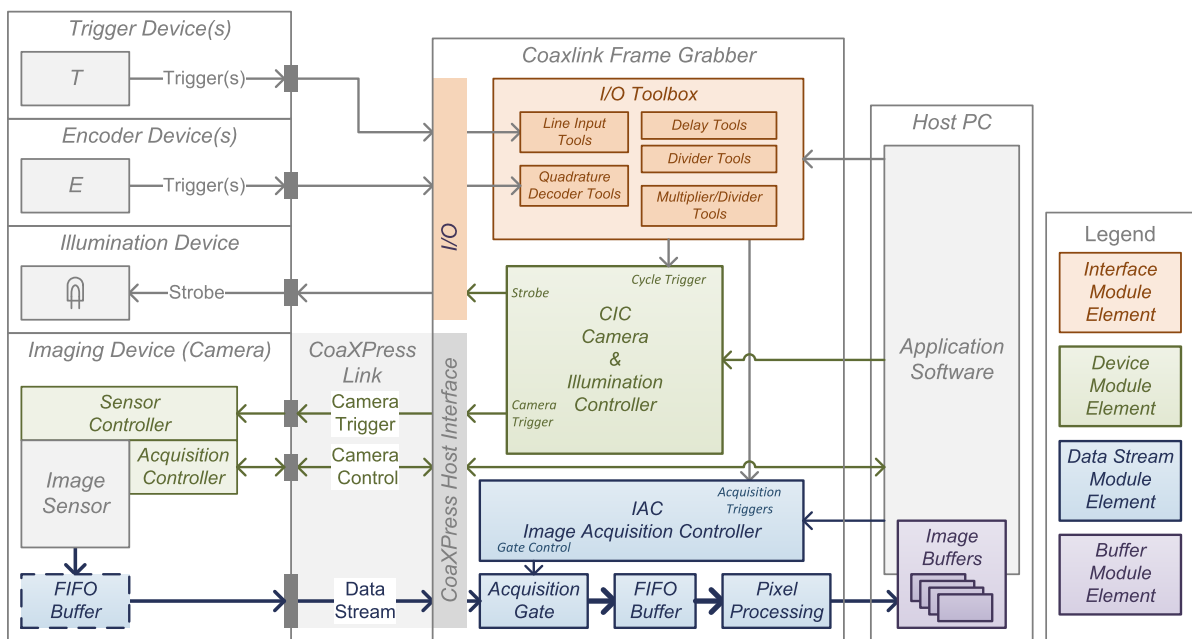 Trigger Device(s)
T
Trigger(s)
Encoder Device(s)
E
Trigger(s)
Illumination Device
Strobe
Imaging Device (Camera)
Sensor
Controller
Acquisition
Controller
Image
Sensor
FIFO
Buffer
CoaXPress
Link
Camera
Trigger
Camera
Control
Data
Stream
Coaxlink Frame Grabber
I/O
CoaXPress Host Interface
I/O Toolbox
Line Input
Tools
Quadrature
Decoder Tools
Delay Tools
Divider Tools
Multiplier/Divider
Tools
Cycle Trigger
Strobe
CIC
Camera
&
Illumination
Controller
Camera
Trigger
Acquisition
Triggers
IAC
Image Acquisition Controller
Gate Control
Acquisition
Gate
FIFO
Buffer
Pixel
Processing
Host PC
Application
Software
Image
Buffers
Legend
Interface
Module
Element
Device
Module
Element
Data Stream
Module
Element
Buffer
Module
Element